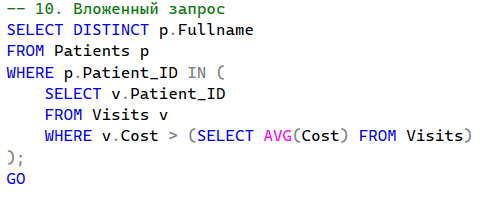 -- 10. Вложенный запрос
SELECT DISTINCT p.Fullname
FROM Patients p
WHERE p.Patient_ID IN (
    SELECT v.Patient_ID
    FROM Visits v
    WHERE v.Cost > (SELECT AVG(Cost) FROM Visits)
);
GO